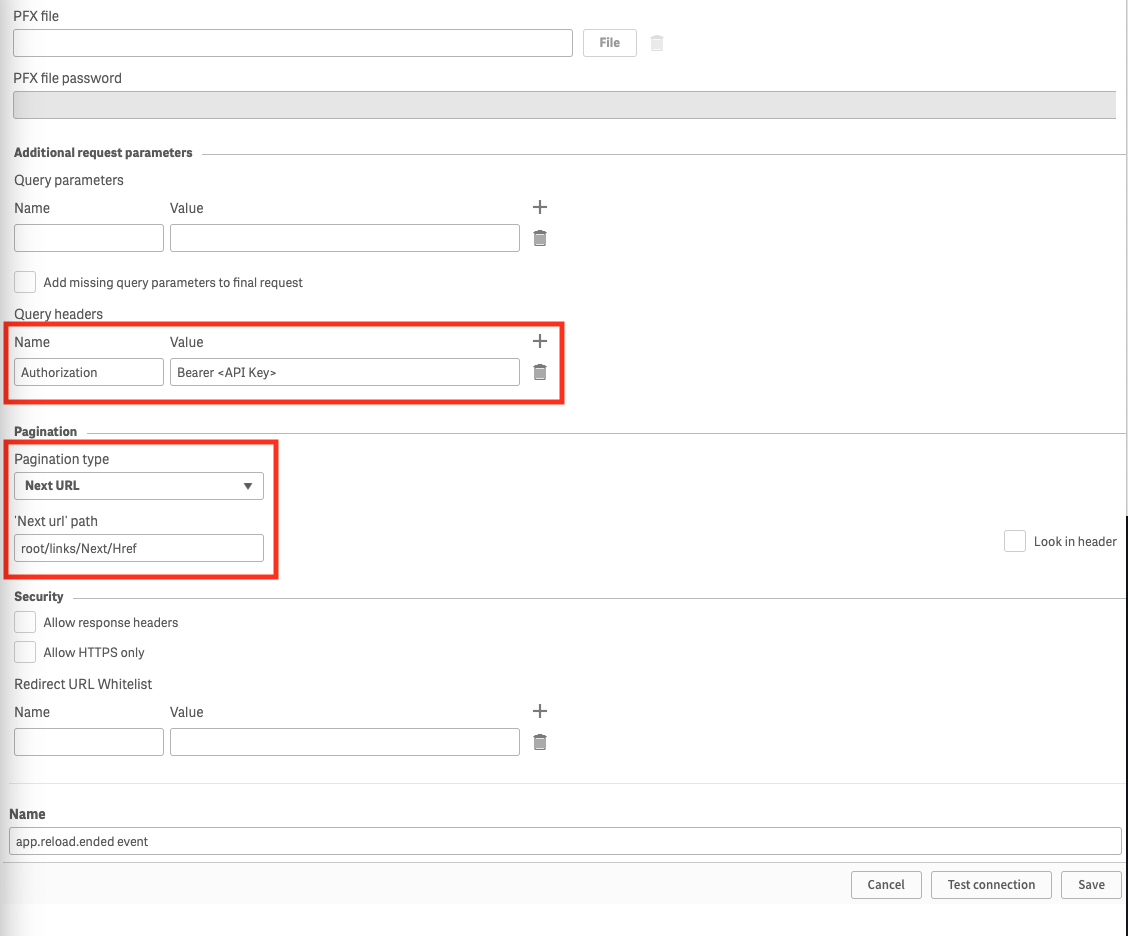 PFX file
File
PFX file password
Additional request parameters
Query parameters
Name Value
Add missing query parameters to final request
Query headers
Name Value
Authorization Bearer <API Key>
Pagination
Pagination type
Next URL
'Next url' path
root/links/Next/Href
Look in header
Security
Allow response headers
Allow HTTPS only
Redirect URL Whitelist
Name Value
Name
app.reload.ended event
Cancel Test connection Save